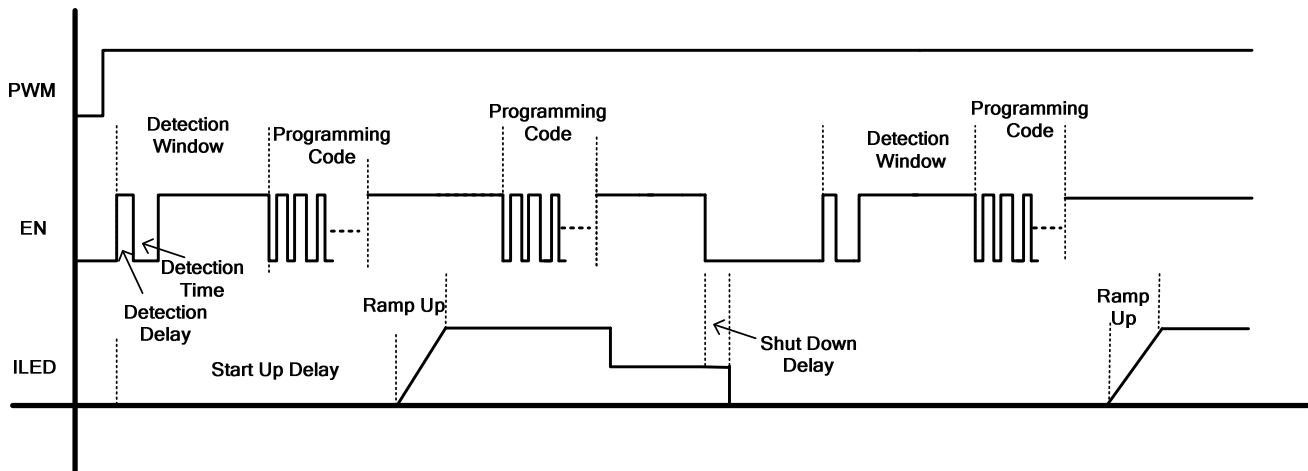 PWM
Detection
Window
Programming
Code
Programming
Code
Detection
Window
Programming
Code
EN
Detection
Time
Detection
Delay
Ramp Up
Ramp
Up
ILED
Start Up Delay
Shut Down
Delay